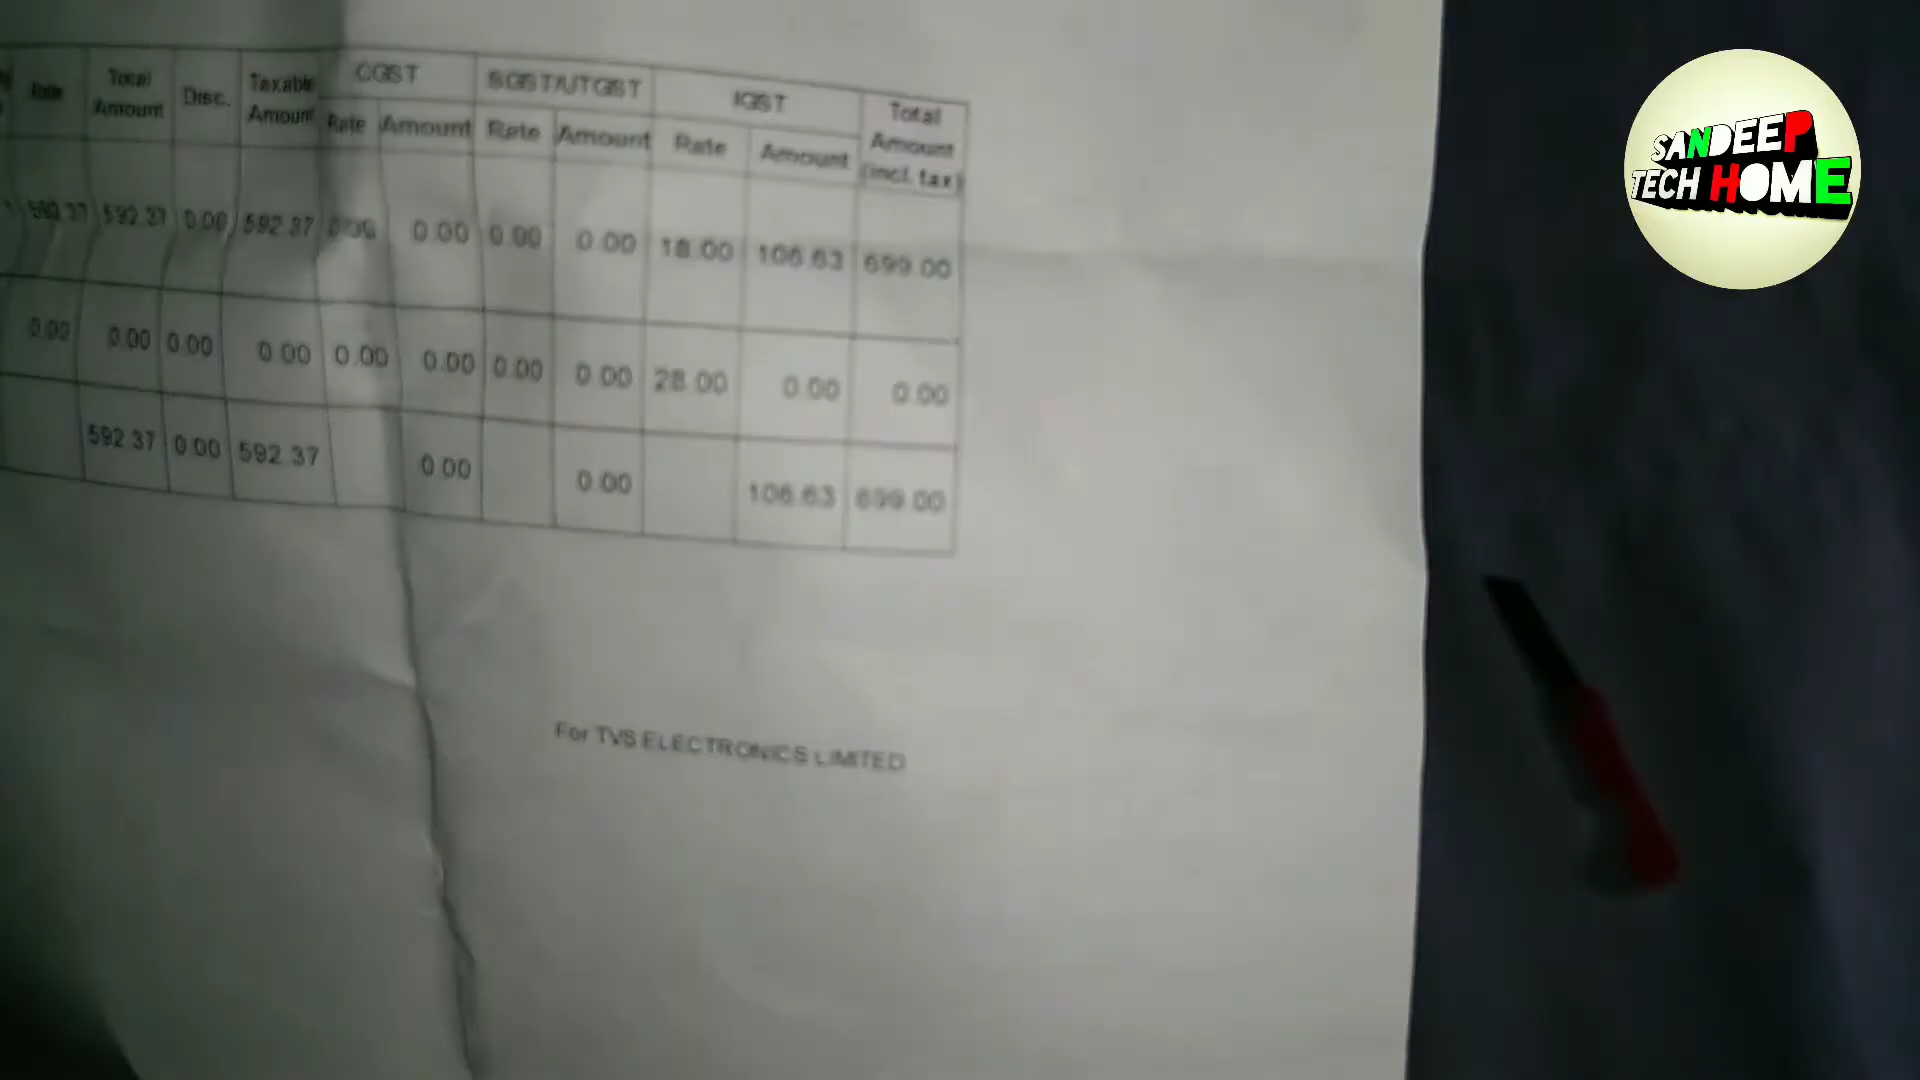 Rate Total Amount Disc. Taxable Amount CGST SGST/UTGST IGST Total Amount (incl. tax)
Rate Amount Rate Amount Rate Amount
592.37 592.37 0.00 592.37 0.00 0.00 0.00 0.00 18.00 106.63 699.00
0.00 0.00 0.00 0.00 0.00 0.00 0.00 0.00 28.00 0.00 0.00
592.37 0.00 592.37 0.00 0.00 106.63 699.00
For TVS ELECTRONICS LIMITED
SANDEEP
TECH HOME